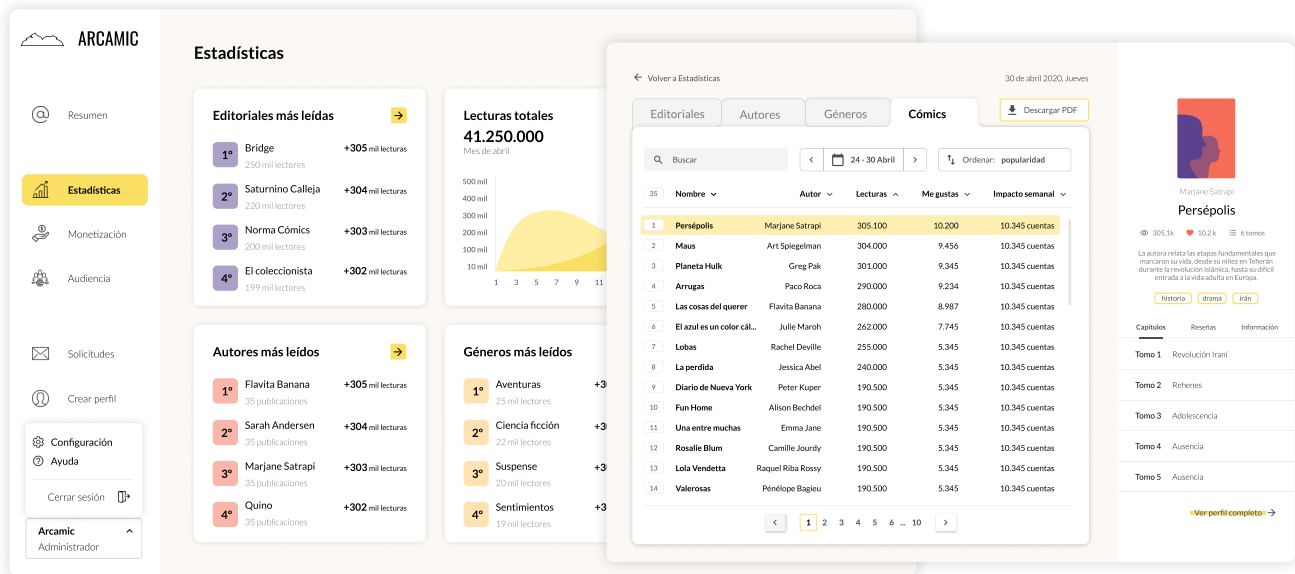 ARCAMIC
Resumen
Estadísticas
Monetización
Audiencia
Solicitudes
Crear perfil
Configuración
Ayuda
Cerrar sesión
Arcamic
Administrador
Estadísticas
Editoriales más leídas
1º Bridge +305 mil lecturas
250 mil lectores
2º Saturnino Calleja +304 mil lecturas
220 mil lectores
3º Norma Cómics +303 mil lecturas
200 mil lectores
4º El coleccionista +302 mil lecturas
199 mil lectores
Lecturas totales
41.250.000
Mes de abril
500 mil
400 mil
300 mil
200 mil
100 mil
10 mil
1 3 5 7 9 11
Autores más leídos
1º Flavita Banana +305 mil lecturas
35 publicaciones
2º Sarah Andersen +304 mil lecturas
35 publicaciones
3º Marjane Satrapi +303 mil lecturas
35 publicaciones
4º Quino +302 mil lecturas
35 publicaciones
Géneros más leídos
1º Aventuras +30
25 mil lectores
2º Ciencia ficción +30
22 mil lectores
3º Suspense +30
20 mil lectores
4º Sentimientos +3
19 mil lectores
Volver a Estadísticas
30 de abril 2020, Jueves
Editoriales Autores Géneros Cómics
Descargar PDF
Buscar
24 - 30 Abril
Ordenar: popularidad
35 Nombre Autor Lecturas Me gustas Impacto semanal
1 Persépolis Marjane Satrapi 305.100 10.200 10.345 cuentas
2 Maus Art Spiegelman 304.000 9.456 10.345 cuentas
3 Planeta Hulk Greg Pak 301.000 9.345 10.345 cuentas
4 Arrugas Paco Roca 290.000 9.234 10.345 cuentas
5 Las cosas del querer Flavita Banana 280.000 8.987 10.345 cuentas
6 El azul es un color cál... Julie Maroh 262.000 7.745 10.345 cuentas
7 Lobas Rachel Deville 255.000 5.345 10.345 cuentas
8 La perdida Jessica Abel 240.000 5.345 10.345 cuentas
9 Diario de Nueva York Peter Kuper 190.500 5.345 10.345 cuentas
10 Fun Home Alison Bechdel 190.500 5.345 10.345 cuentas
11 Una entre muchas Emma Jane 190.500 5.345 10.345 cuentas
12 Rosalie Blum Camille Jourdy 190.500 5.345 10.345 cuentas
13 Lola Vendetta Raquel Riba Rossy 190.500 5.345 10.345 cuentas
14 Valerosas Pénélope Bagieu 190.500 5.345 10.345 cuentas
1 2 3 4 5 6 ... 10
Marjane Satrapi
Persépolis
305,1k 10,2 k 6 tomos
La autora relata las etapas fundamentales que
marcaron su vida, desde su niñez en Teherán
durante la revolución islámica, hasta su difícil
entrada a la vida adulta en Europa.
historia drama irán
Capítulos Reseñas Información
Tomo 1 Revolución Iraní
Tomo 2 Rehenes
Tomo 3 Adolescencia
Tomo 4 Ausencia
Tomo 5 Ausencia
Ver perfil completo